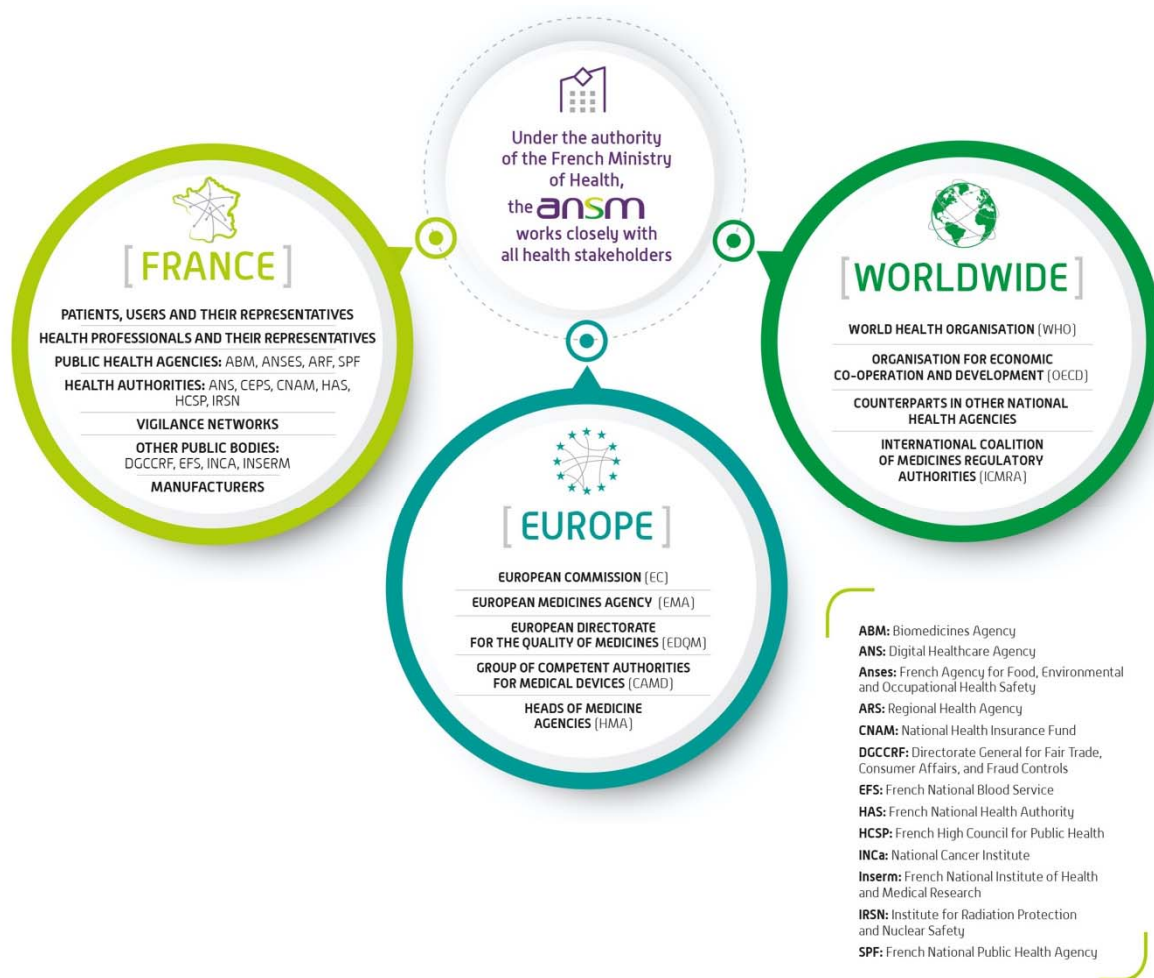 Under the authority
of the French Ministry
of Health,
the ansm
works closely with
all health stakeholders
[FRANCE]
PATIENTS, USERS AND THEIR REPRESENTATIVES
HEALTH PROFESSIONALS AND THEIR REPRESENTATIVES
PUBLIC HEALTH AGENCIES: ABM, ANSES, ARF, SPF
HEALTH AUTHORITIES: ANS, CEPS, CNAM, HAS,
HCSP, IRSN
VIGILANCE NETWORKS
OTHER PUBLIC BODIES:
DGCCRF, EFS, INCA, INSERM
MANUFACTURERS
[EUROPE]
EUROPEAN COMMISSION (EC)
EUROPEAN MEDICINES AGENCY (EMA)
EUROPEAN DIRECTORATE
FOR THE QUALITY OF MEDICINES (EDQM)
GROUP OF COMPETENT AUTHORITIES
FOR MEDICAL DEVICES (CAMD)
HEADS OF MEDICINE
AGENCIES (HMA)
[WORLDWIDE]
WORLD HEALTH ORGANISATION (WHO)
ORGANISATION FOR ECONOMIC
CO-OPERATION AND DEVELOPMENT (OECD)
COUNTERPARTS IN OTHER NATIONAL
HEALTH AGENCIES
INTERNATIONAL COALITION
OF MEDICINES REGULATORY
AUTHORITIES (ICMRA)
ABM: Biomedicines Agency
ANS: Digital Healthcare Agency
Anses: French Agency for Food, Environmental
and Occupational Health Safety
ARS: Regional Health Agency
CNAM: National Health Insurance Fund
DGCCRF: Directorate General for Fair Trade,
Consumer Affairs, and Fraud Controls
EFS: French National Blood Service
HAS: French National Health Authority
HCSP: French High Council for Public Health
INCa: National Cancer Institute
Inserm: French National Institute of Health
and Medical Research
IRSN: Institute for Radiation Protection
and Nuclear Safety
SPF: French National Public Health Agency